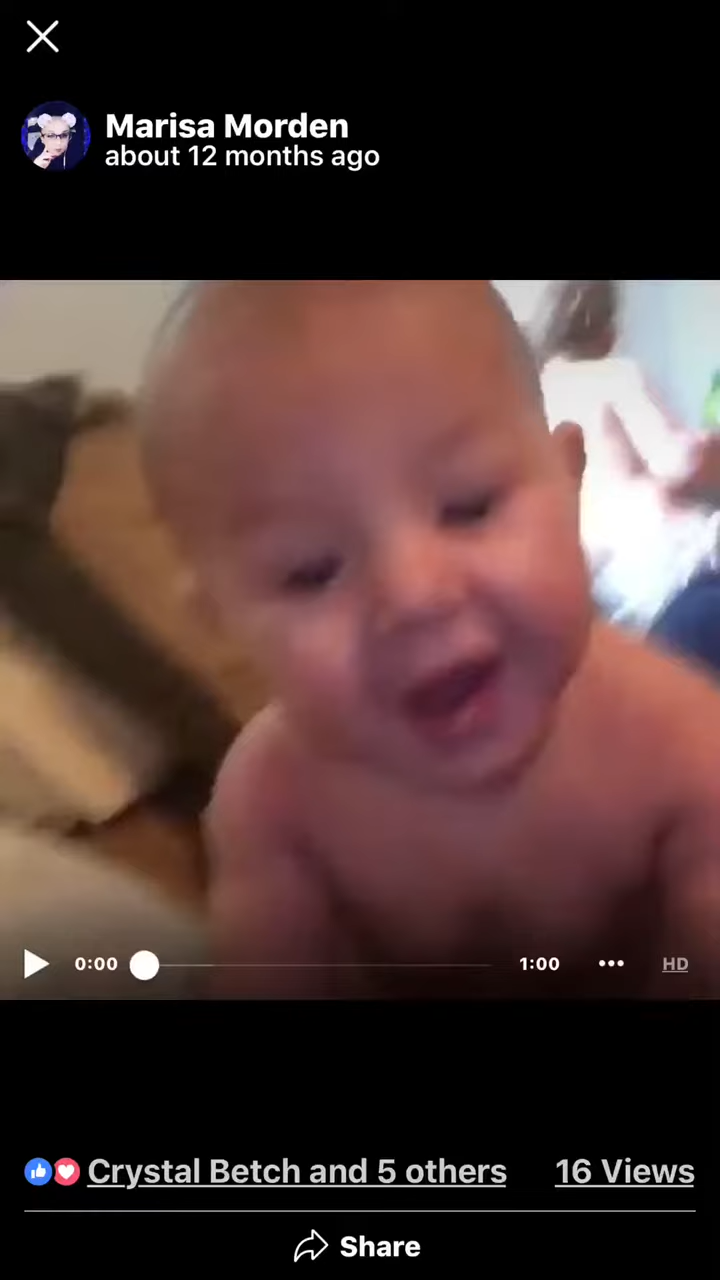 Marisa Morden
about 12 months ago
0:00 1:00 HD
Crystal Betch and 5 others 16 Views
Share